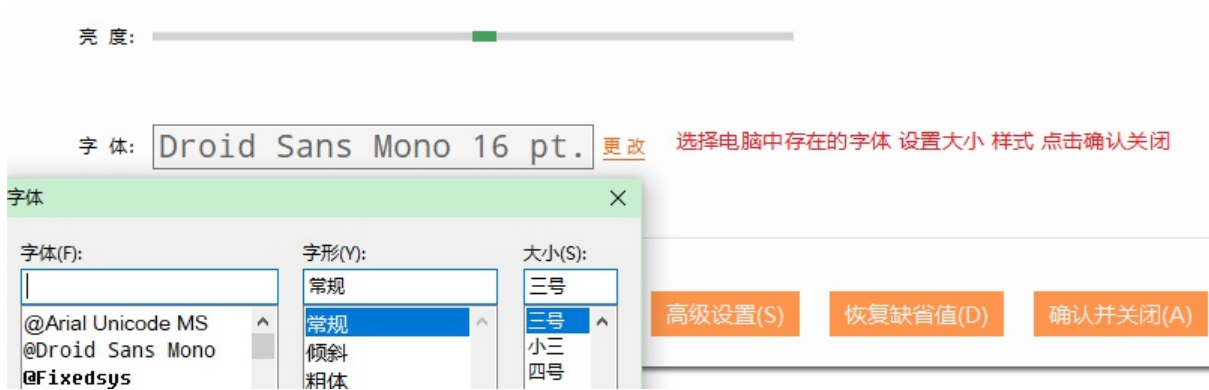 亮 度:
字 体: Droid Sans Mono 16 pt. 更改 选择电脑中存在的字体 设置大小 样式 点击确认关闭
字体
字体(F): 字形(Y): 大小(S):
常规 三号
@Arial Unicode MS 常规 三号
@Droid Sans Mono 倾斜 小三
@Fixedsys 粗体 四号
高级设置(S) 恢复缺省值(D) 确认并关闭(A)